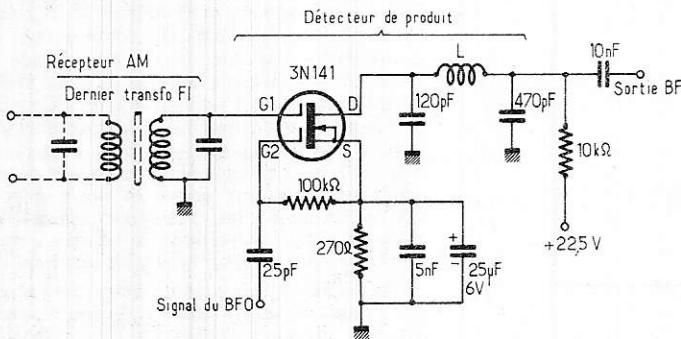 Détecteur de produit
Récepteur AM
Dernier transfo FI
3N141
L
10nF
Sortie BF
G1
D
G2
S
120pF
470pF
10kΩ
100kΩ
+22,5 V
270Ω
25pF
5nF
+
−
25µF
6V
Signal du BFO